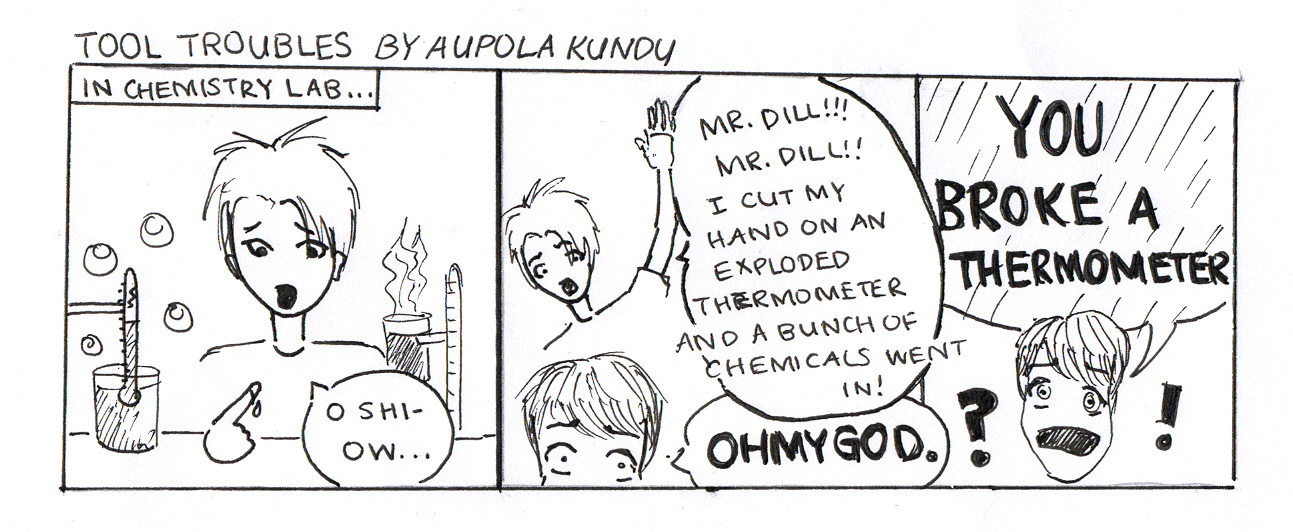 TOOL TROUBLES BY AUPOLA KUNDU
IN CHEMISTRY LAB...
O SHI-
OW...
MR. DILL!!!
MR. DILL!!
I CUT MY
HAND ON AN
EXPLODED
THERMOMETER
AND A BUNCH OF
CHEMICALS WENT
IN!
OHMYGOD.
YOU
BROKE A
THERMOMETER
? !